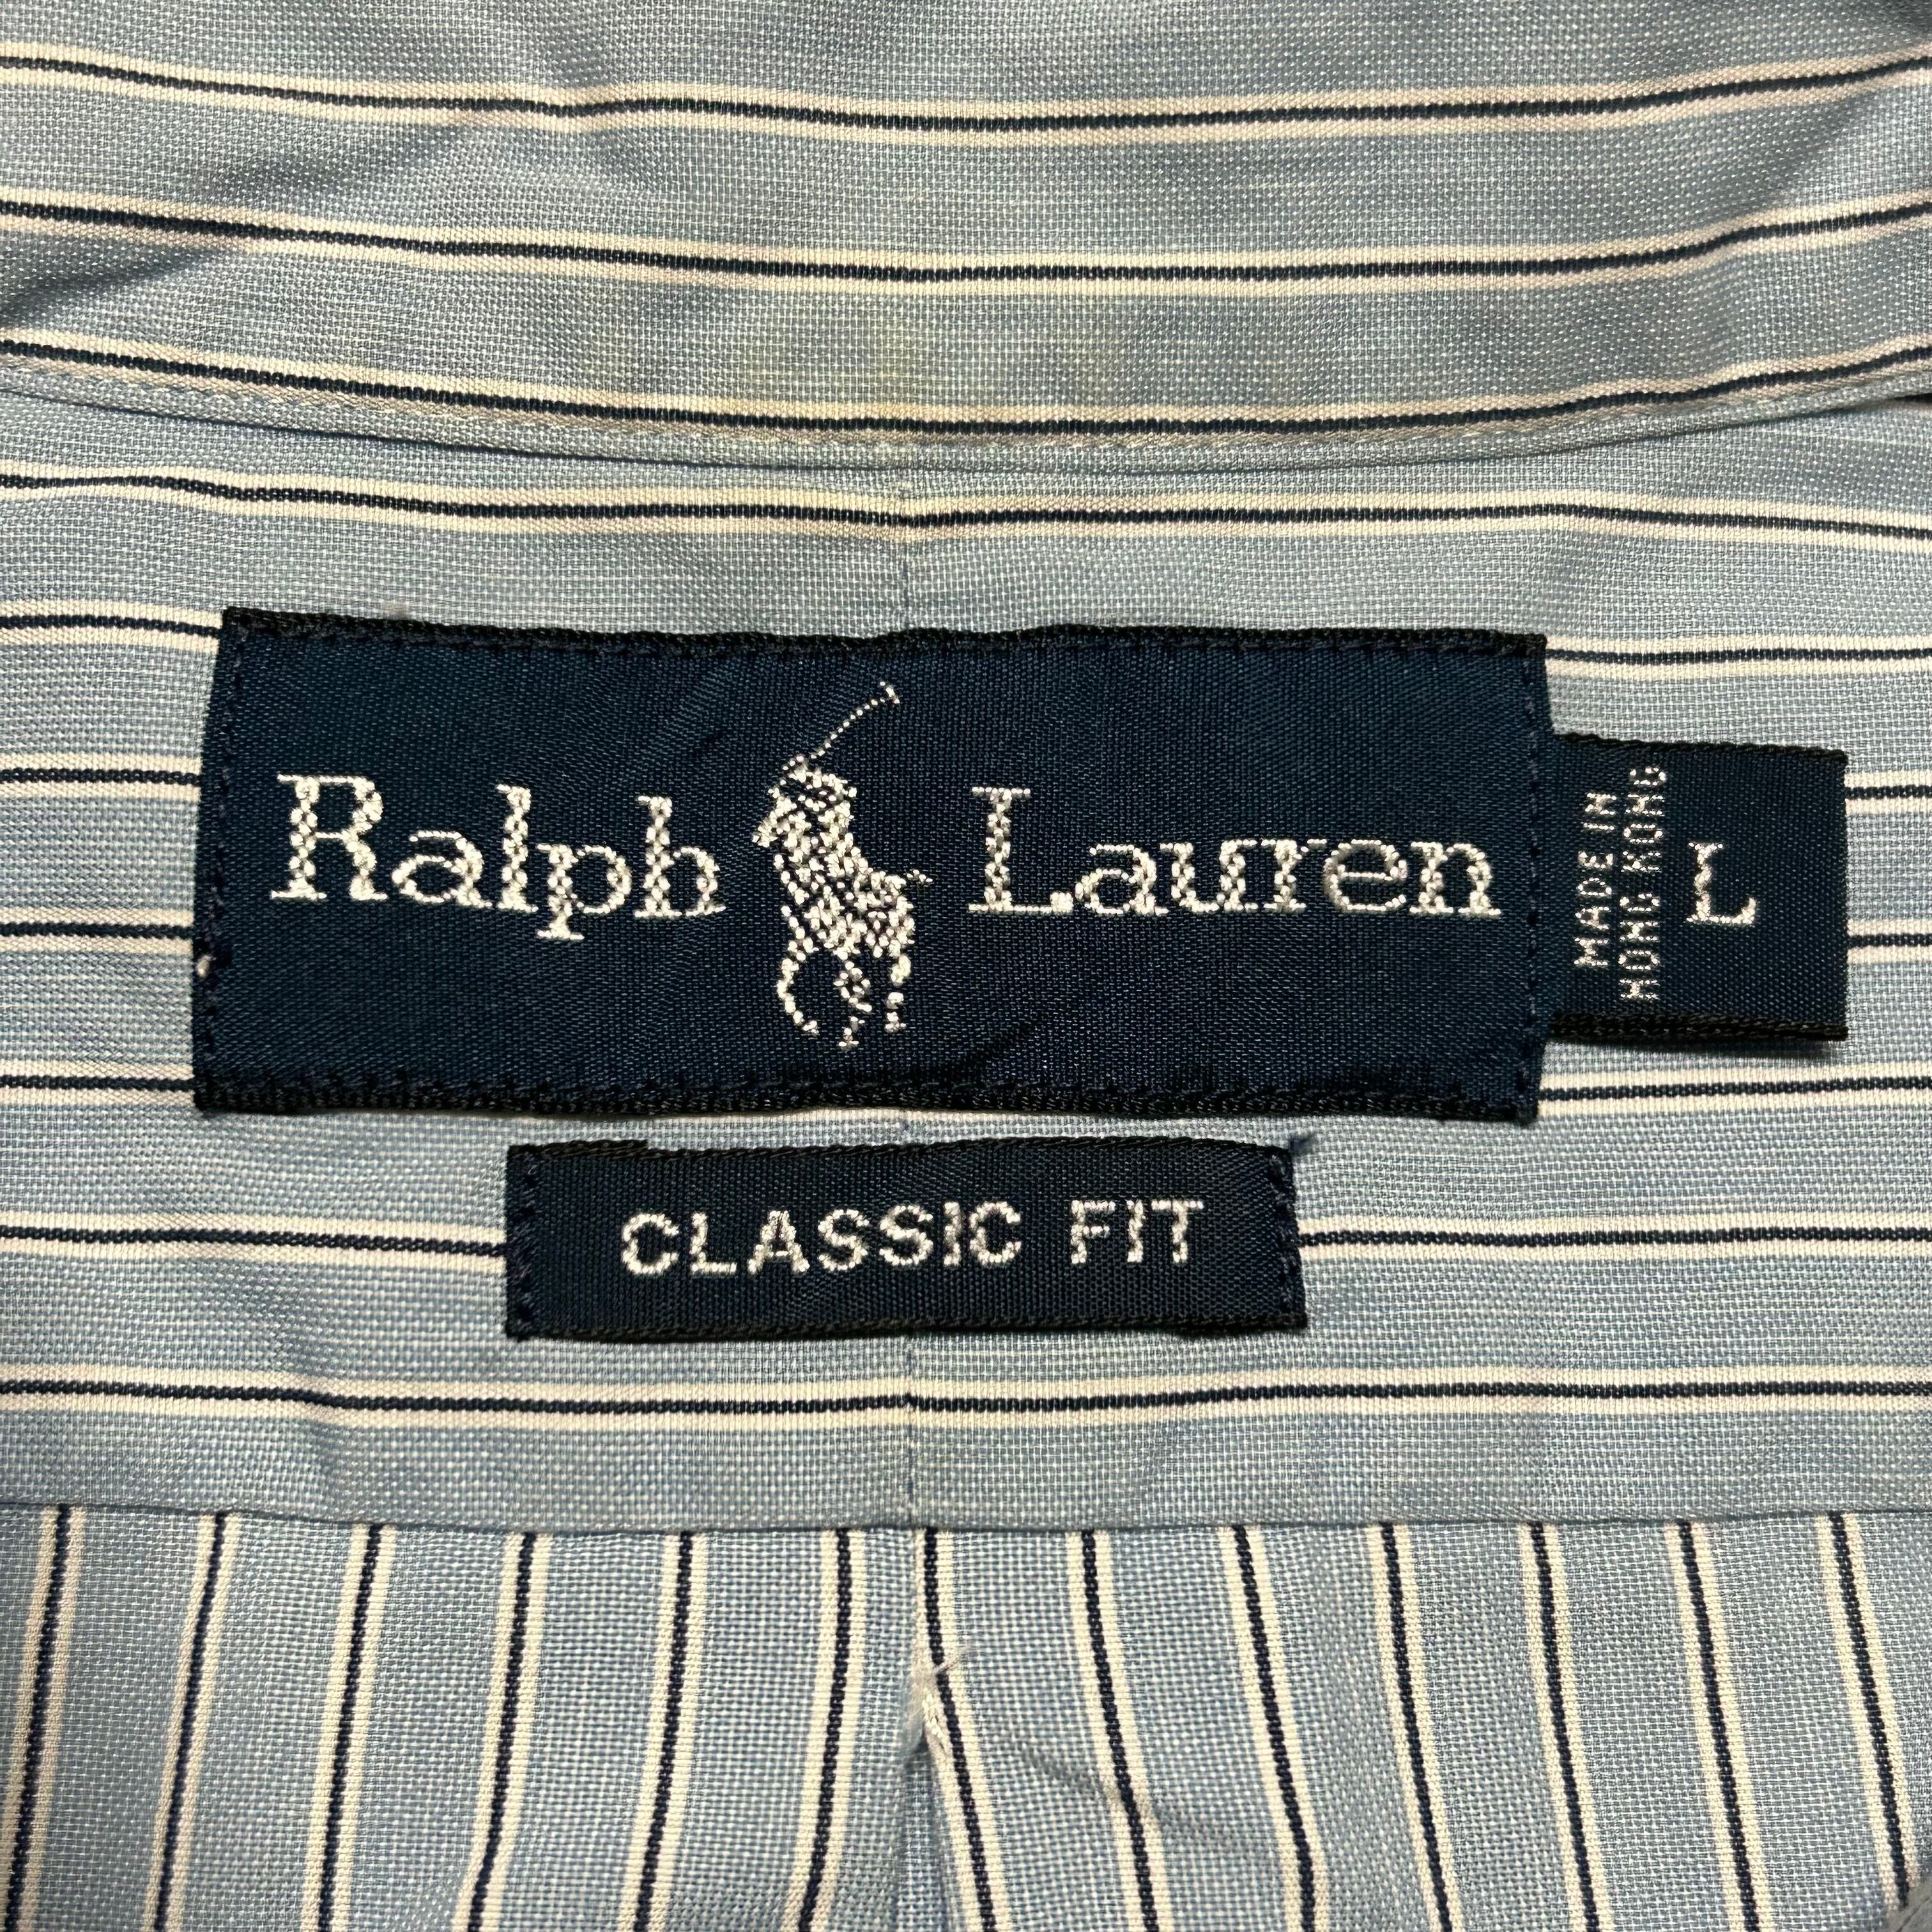 Ralph Lauren
MADE IN
HONG KONG
L
CLASSIC FIT